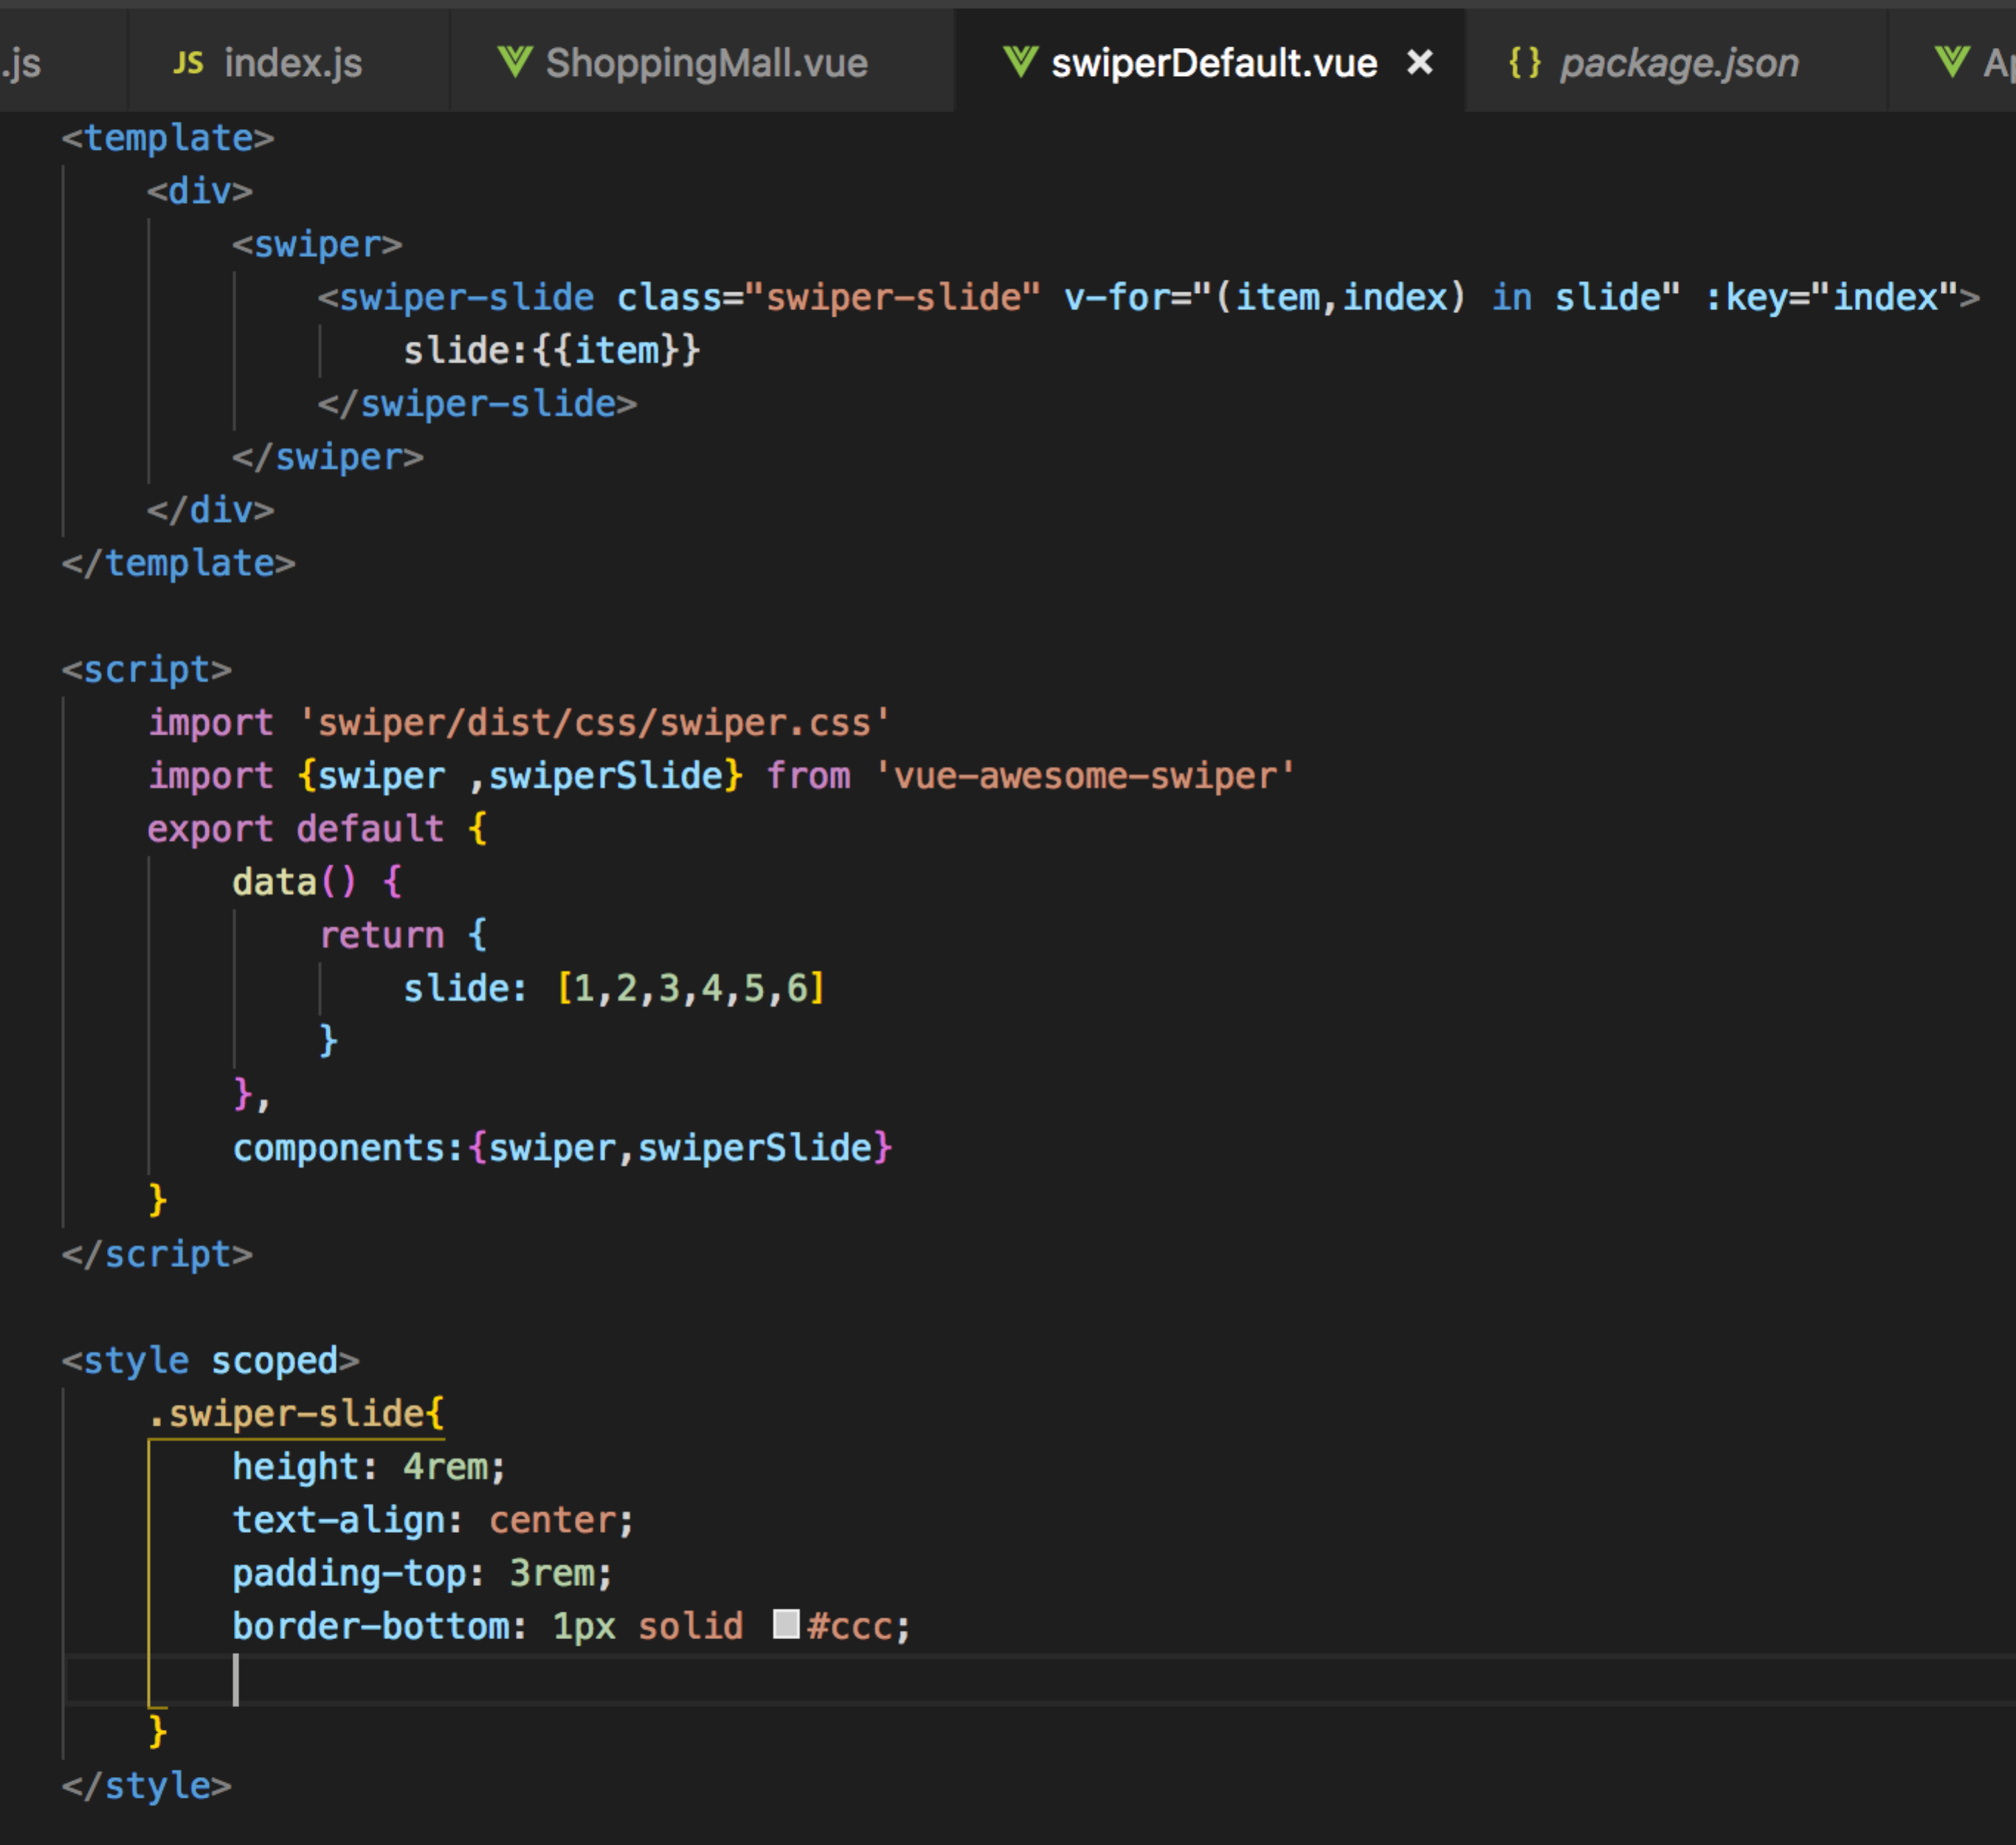 .js JS index.js ShoppingMall.vue swiperDefault.vue × {} package.json
<template>
    <div>
        <swiper>
            <swiper-slide class="swiper-slide" v-for="(item,index) in slide" :key="index">
                slide:{{item}}
            </swiper-slide>
        </swiper>
    </div>
</template>

<script>
    import 'swiper/dist/css/swiper.css'
    import {swiper ,swiperSlide} from 'vue-awesome-swiper'
    export default {
        data() {
            return {
                slide: [1,2,3,4,5,6]
            }
        },
        components:{swiper,swiperSlide}
    }
</script>

<style scoped>
    .swiper-slide{
        height: 4rem;
        text-align: center;
        padding-top: 3rem;
        border-bottom: 1px solid #ccc;

    }
</style>